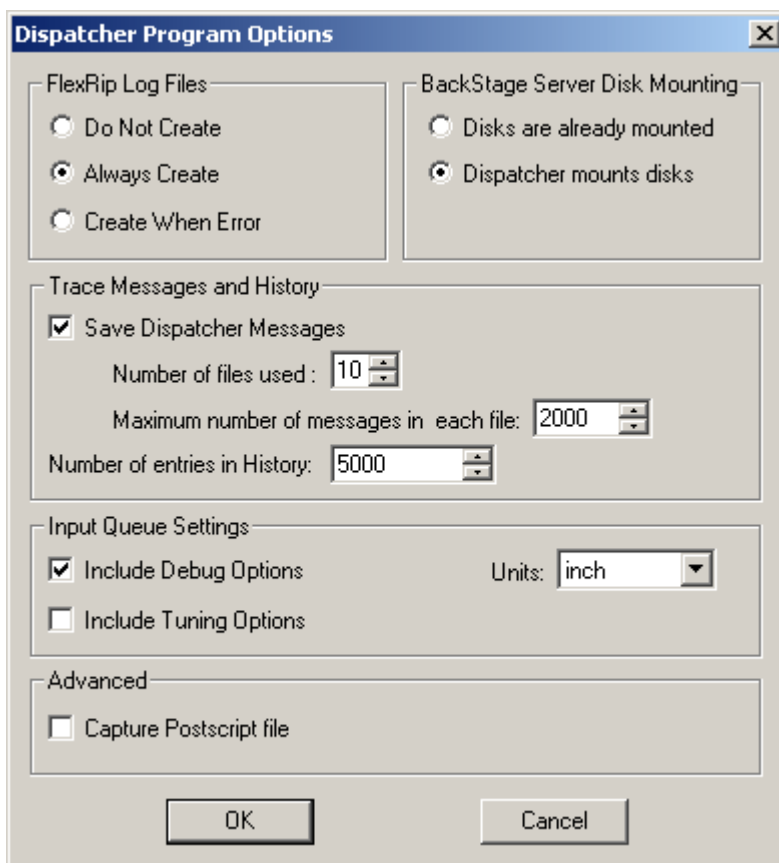 Dispatcher Program Options
FlexRip Log Files
Do Not Create
Always Create
Create When Error
BackStage Server Disk Mounting
Disks are already mounted
Dispatcher mounts disks
Trace Messages and History
Save Dispatcher Messages
Number of files used : 10
Maximum number of messages in each file: 2000
Number of entries in History: 5000
Input Queue Settings
Include Debug Options
Units: inch
Include Tuning Options
Advanced
Capture Postscript file
OK
Cancel